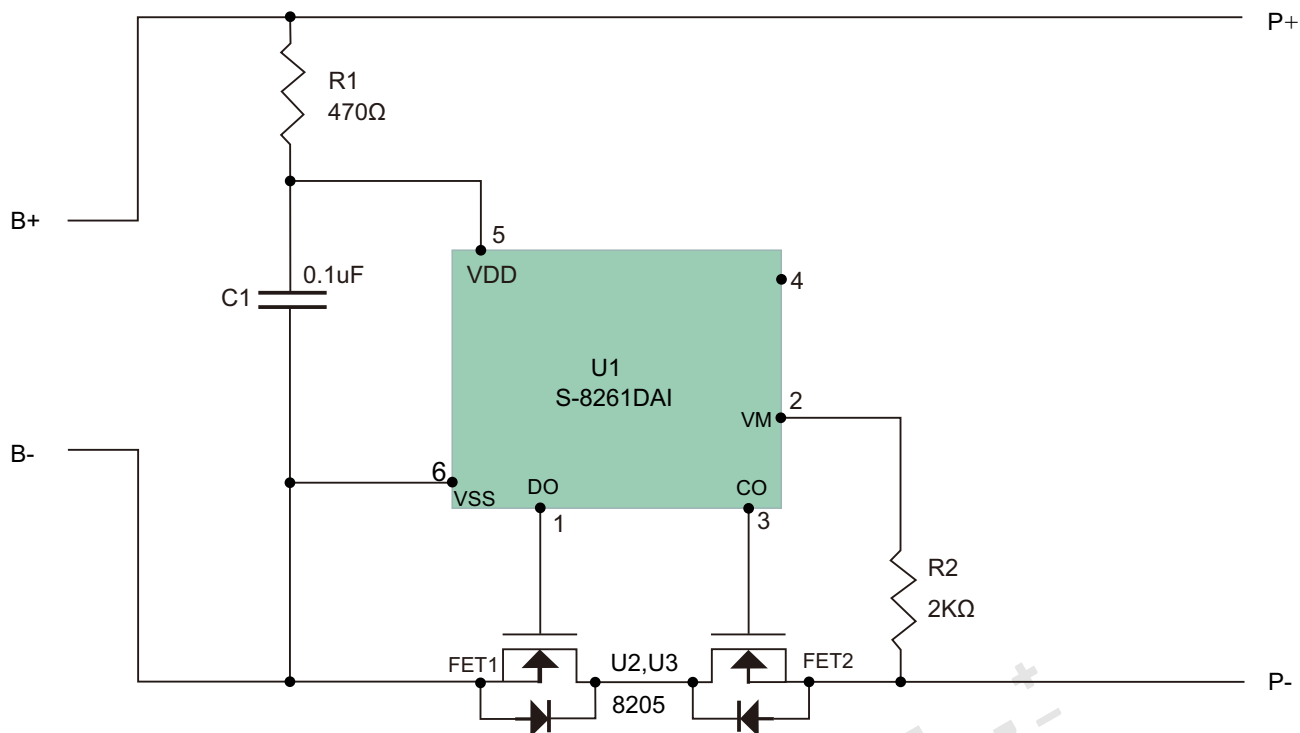 P+
R1
470Ω
B+
5
VDD
0.1uF
C1
4
U1
S-8261DAI
2
VM
B-
6
VSS
DO
CO
1
3
R2
2KΩ
FET1
U2,U3
FET2
8205
P-